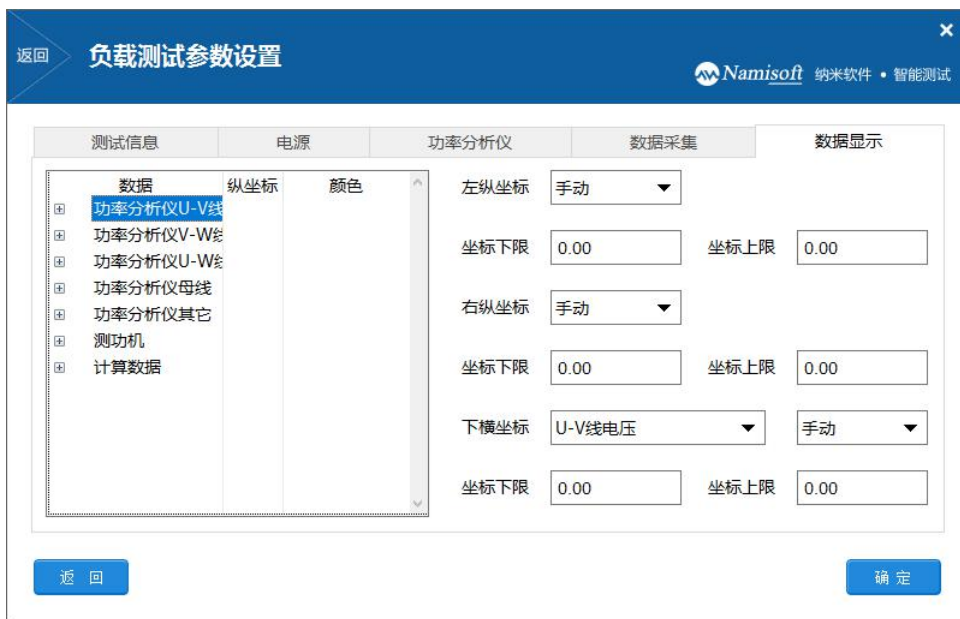 返回
负载测试参数设置
Namisoft 纳米软件 • 智能测试
测试信息 电源 功率分析仪 数据采集 数据显示
数据 纵坐标 颜色
功率分析仪U-V线
功率分析仪V-W线
功率分析仪U-W线
功率分析仪母线
功率分析仪其它
测功机
计算数据
左纵坐标 手动
坐标下限 0.00 坐标上限 0.00
右纵坐标 手动
坐标下限 0.00 坐标上限 0.00
下横坐标 U-V线电压 手动
坐标下限 0.00 坐标上限 0.00
返回 确定